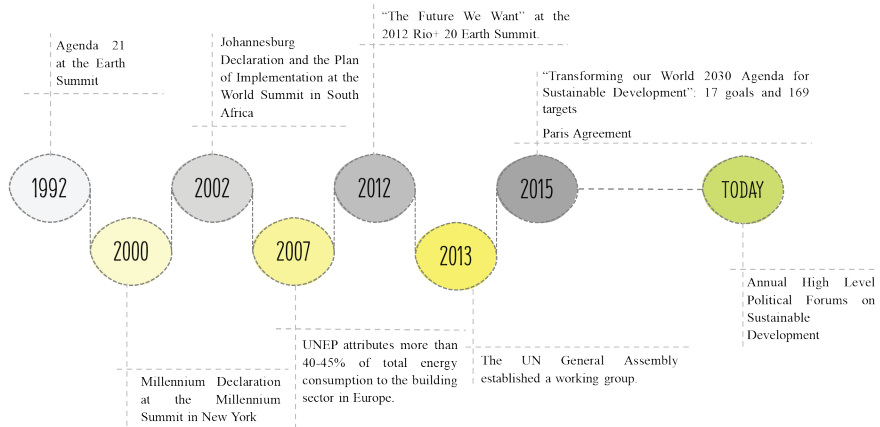 Agenda 21
at the Earth
Summit
Johannesburg
Declaration and the Plan
of Implementation at the
World Summit in South
Africa
“The Future We Want” at the
2012 Rio+ 20 Earth Summit.
“Transforming our World 2030 Agenda for
Sustainable Development”: 17 goals and 169
targets
Paris Agreement
1992
2000
2002
2007
2012
2013
2015
TODAY
Millennium Declaration
at the Millennium
Summit in New York
UNEP attributes more than
40-45% of total energy
consumption to the building
sector in Europe.
The UN General Assembly
established a working group.
Annual High Level
Political Forums on
Sustainable
Development